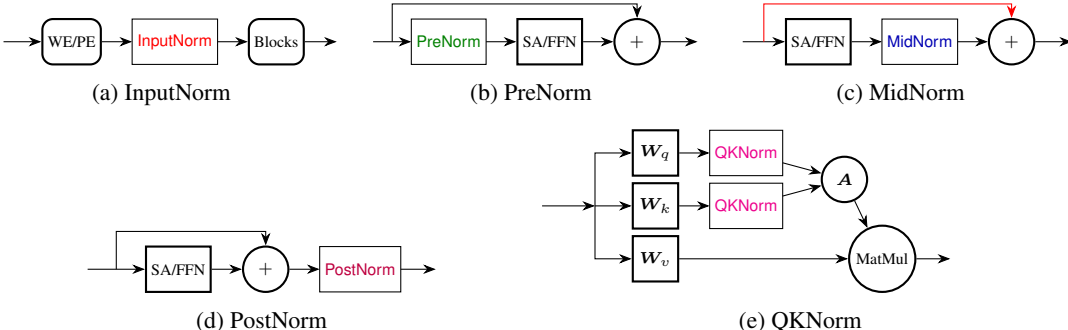 WE/PE InputNorm Blocks
(a) InputNorm
PreNorm SA/FFN +
(b) PreNorm
SA/FFN MidNorm +
(c) MidNorm
SA/FFN + PostNorm
(d) PostNorm
W_q QKNorm
A
W_k QKNorm
W_v MatMul
(e) QKNorm